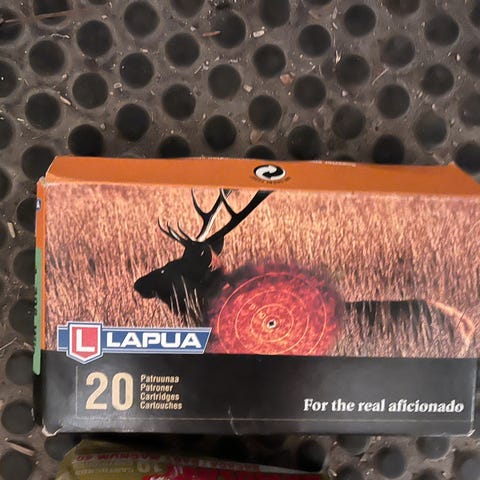 L LAPUA
20
Patruunaa
Patroner
Cartridges
Cartouches
For the real aficionado